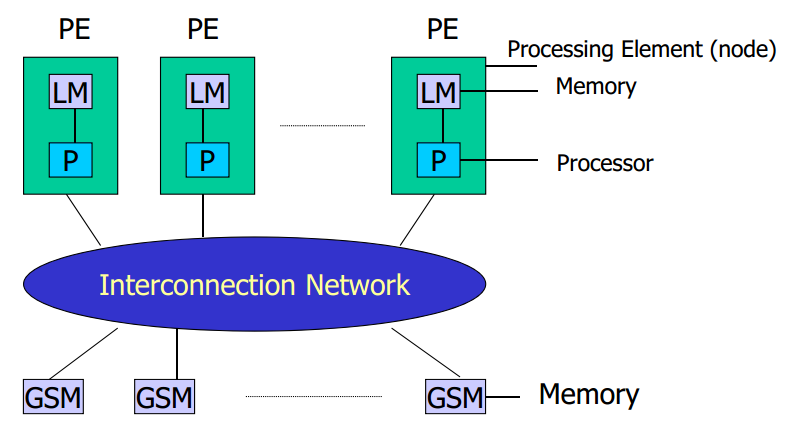 PE
PE
PE
Processing Element (node)
LM
LM
LM
Memory
P
P
P
Processor
Interconnection Network
GSM
GSM
GSM
Memory